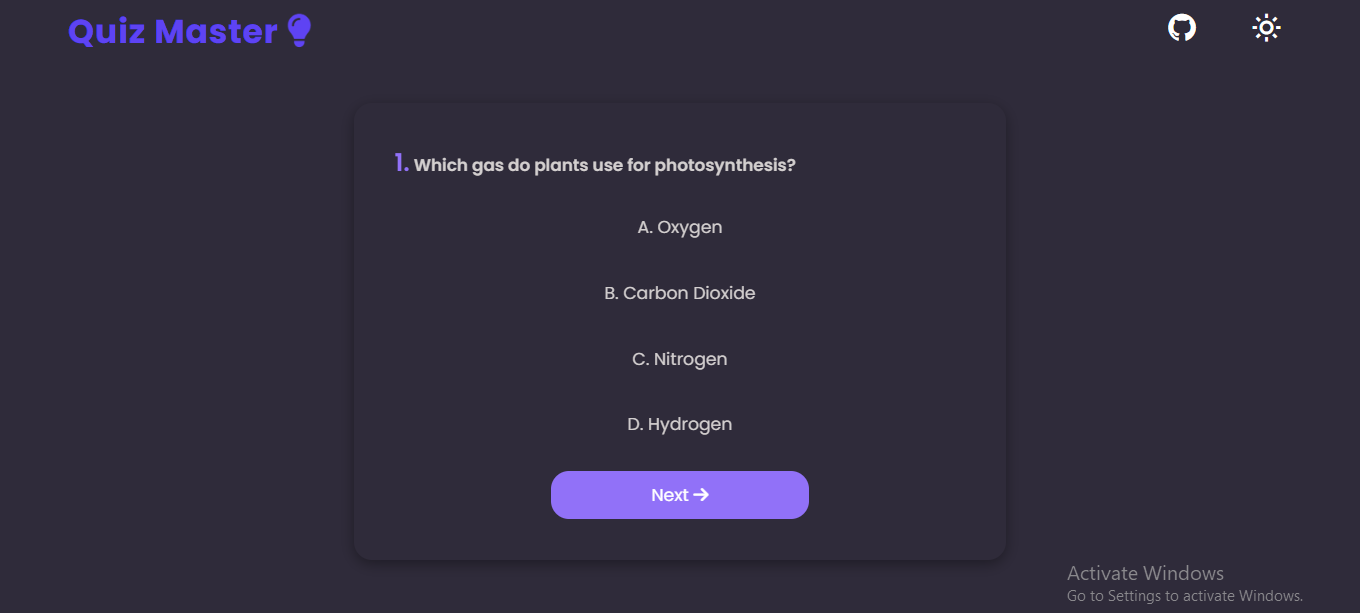 Quiz Master
1. Which gas do plants use for photosynthesis?
A. Oxygen
B. Carbon Dioxide
C. Nitrogen
D. Hydrogen
Next →
Activate Windows
Go to Settings to activate Windows.